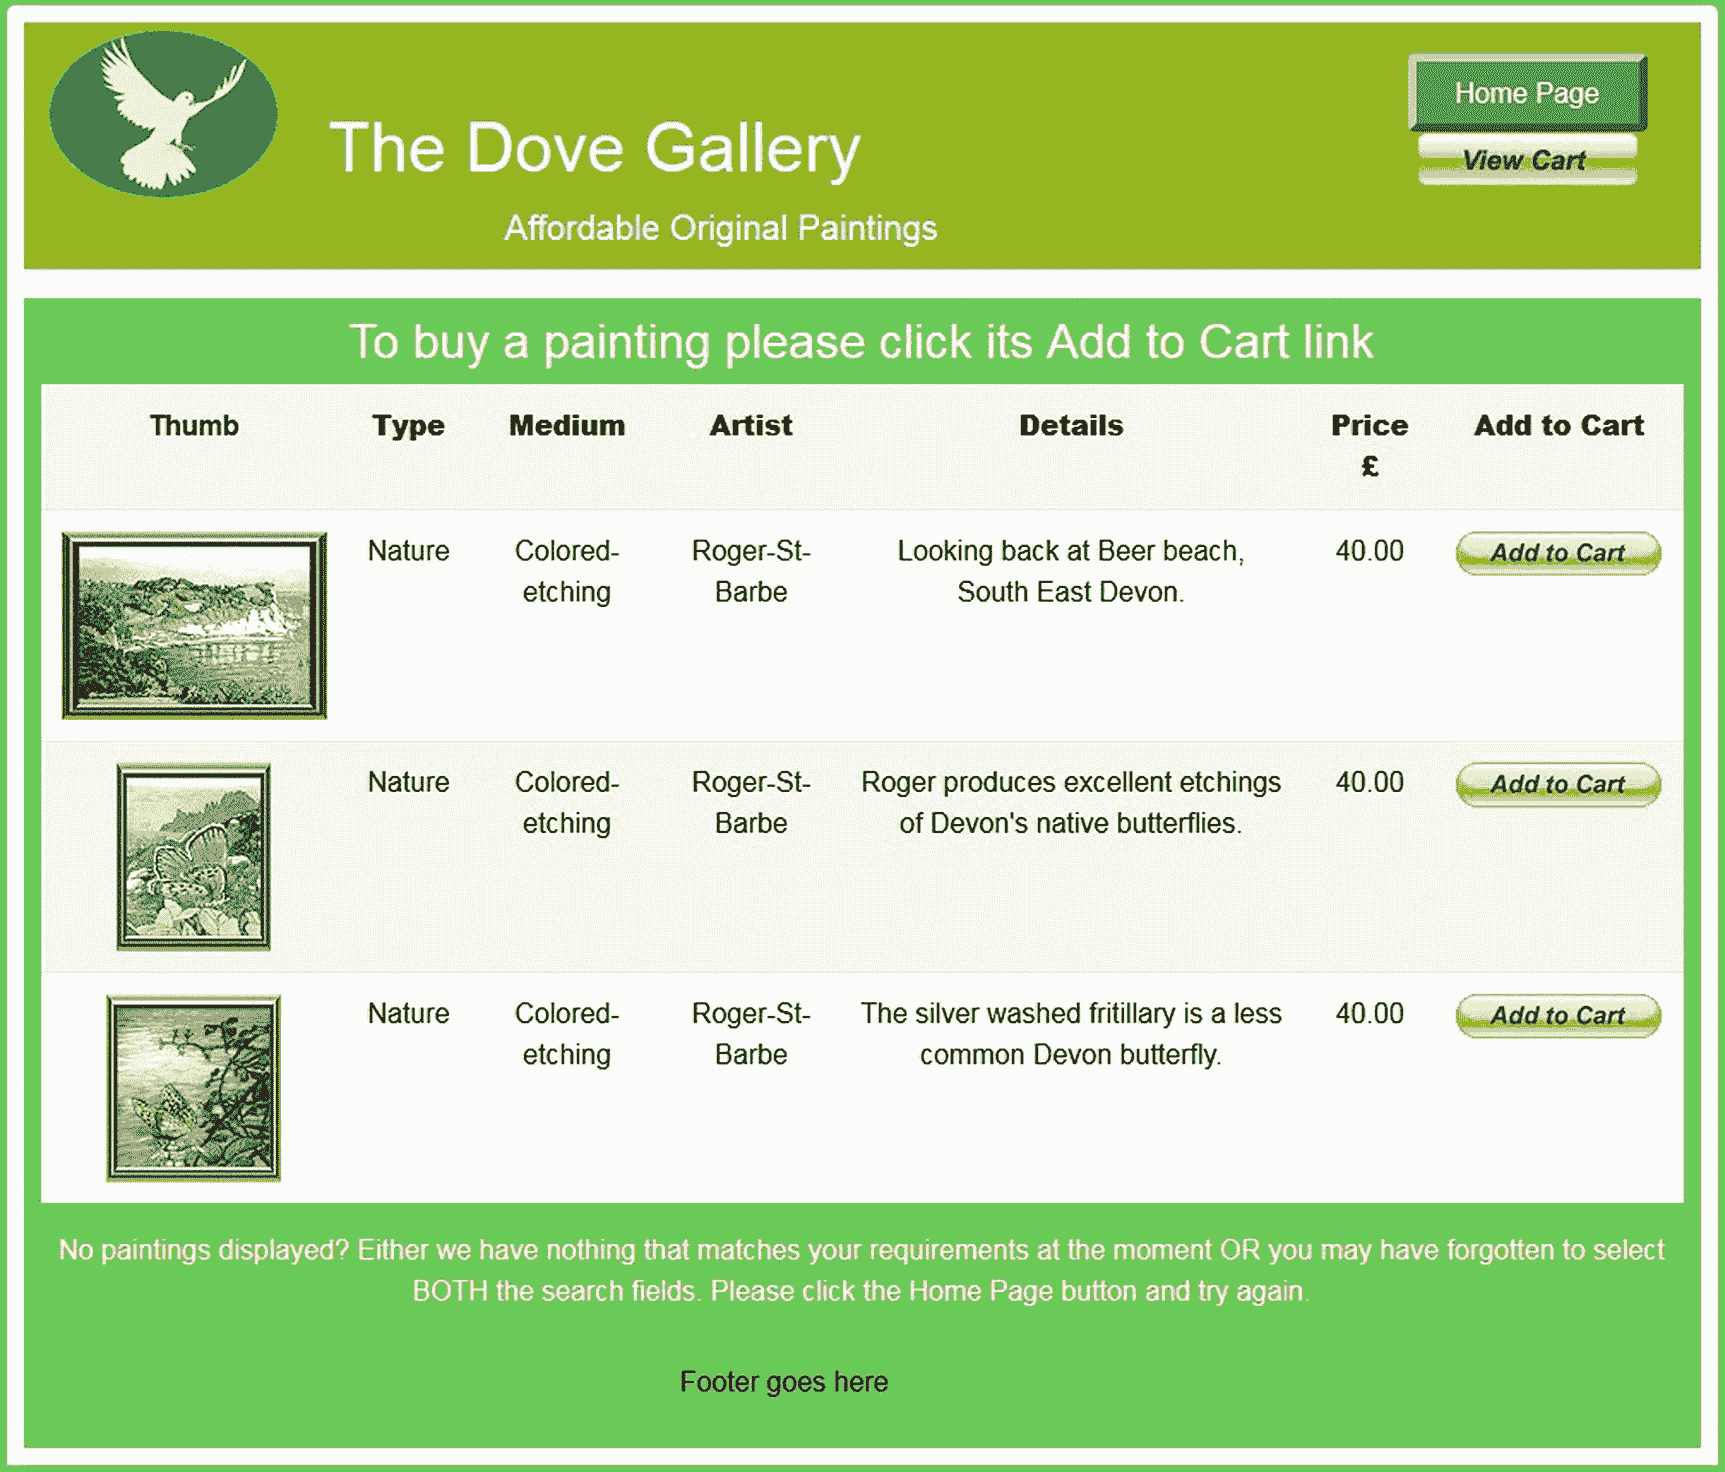 The Dove Gallery
Affordable Original Paintings
Home Page
View Cart
To buy a painting please click its Add to Cart link
Thumb Type Medium Artist Details Price Add to Cart
£
Nature Colored- Roger-St- Looking back at Beer beach, 40.00 Add to Cart
etching Barbe South East Devon.
Nature Colored- Roger-St- Roger produces excellent etchings 40.00 Add to Cart
etching Barbe of Devon's native butterflies.
Nature Colored- Roger-St- The silver washed fritillary is a less 40.00 Add to Cart
etching Barbe common Devon butterfly.
No paintings displayed? Either we have nothing that matches your requirements at the moment OR you may have forgotten to select
BOTH the search fields. Please click the Home Page button and try again.
Footer goes here